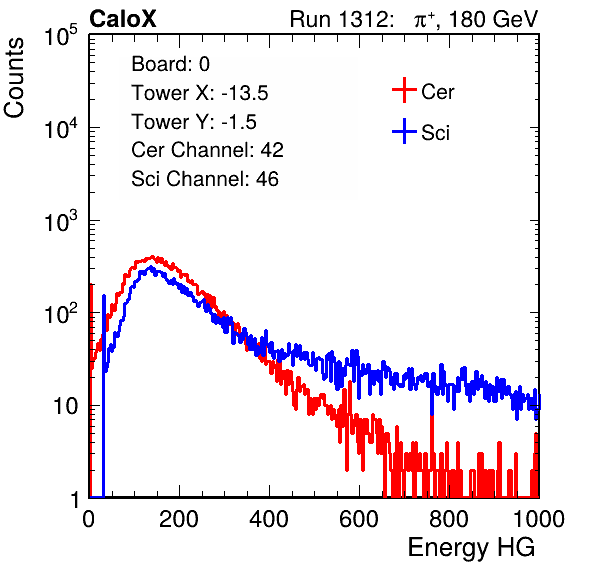 CaloX Run 1312: π⁺, 180 GeV
Counts
10⁵
10⁴
10³
10²
10
1
Board: 0
Tower X: -13.5
Tower Y: -1.5
Cer Channel: 42
Sci Channel: 46
Cer
Sci
0 200 400 600 800 1000
Energy HG